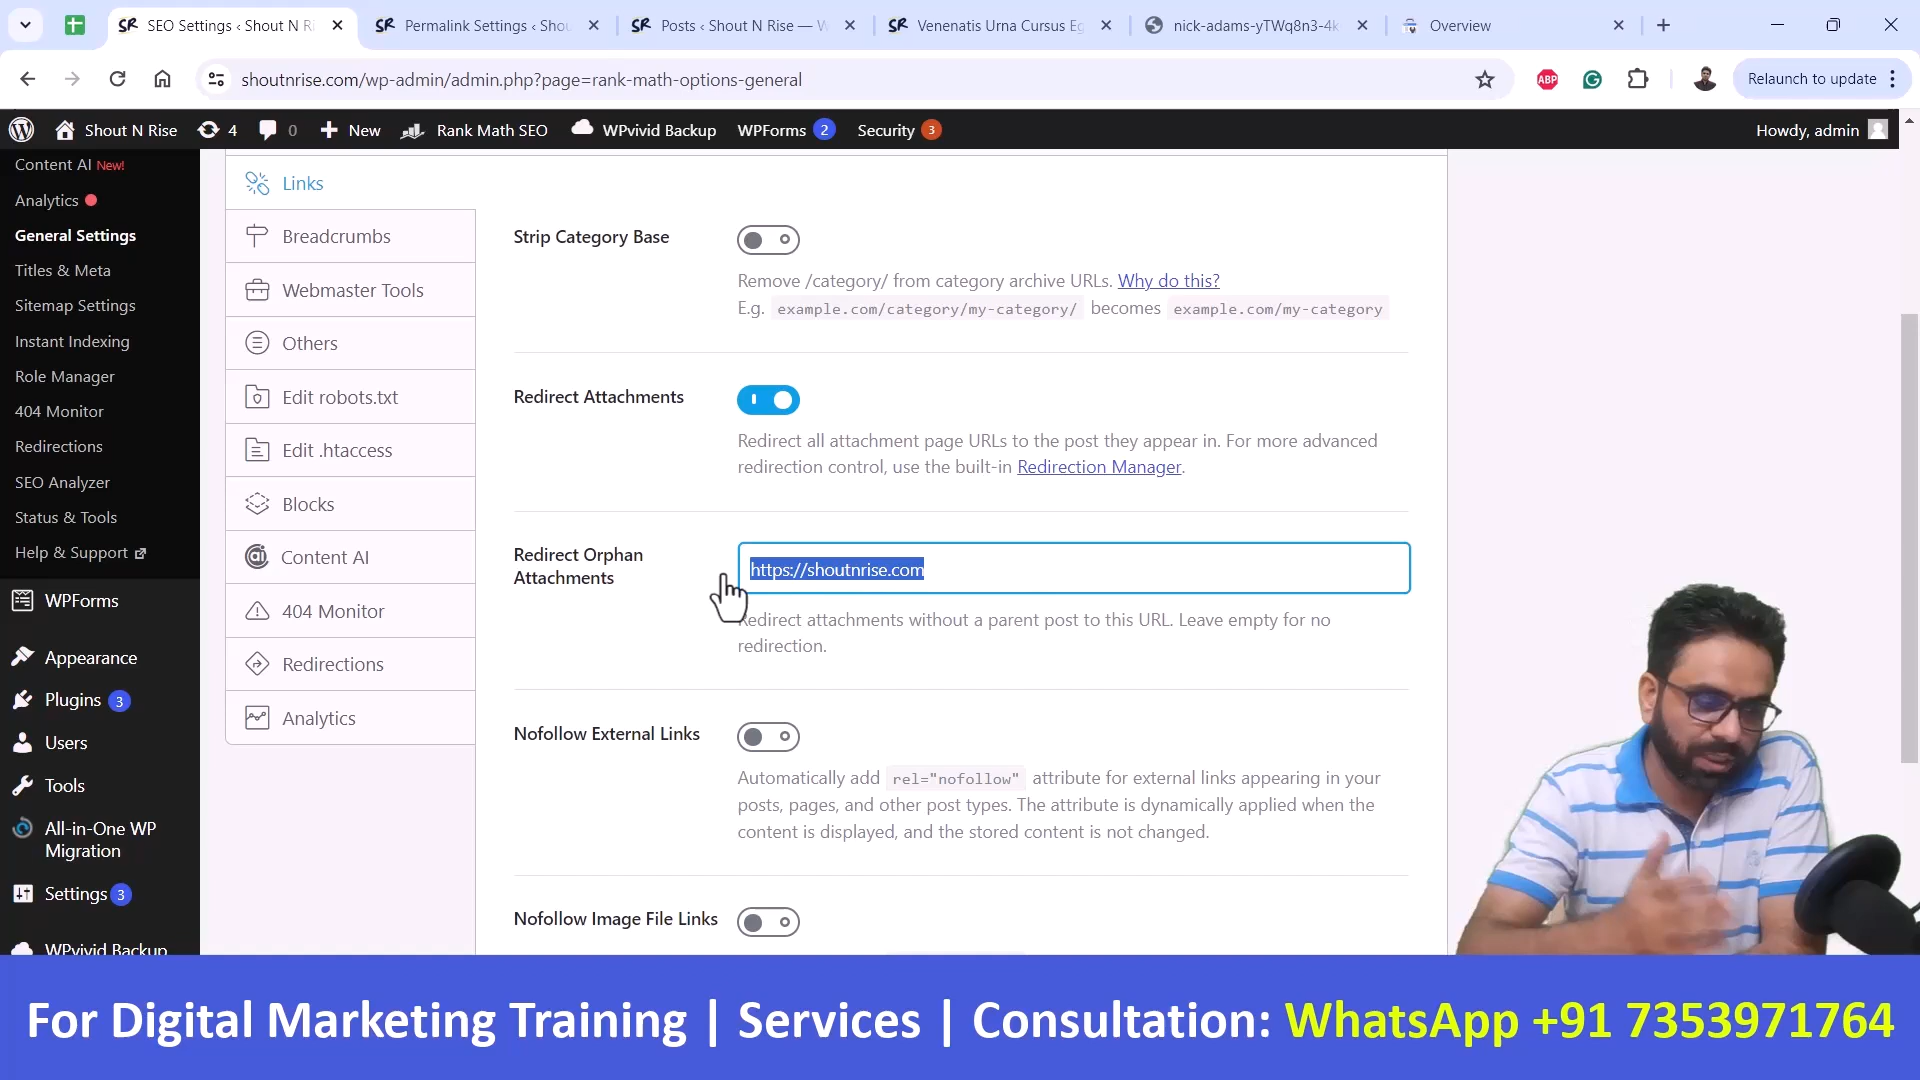 SEO Settings ‹ Shout N Ri
Permalink Settings ‹ Shou
Posts ‹ Shout N Rise — W
Venenatis Urna Cursus Eg
nick-adams-yTWq8n3-4k
Overview
shoutnrise.com/wp-admin/admin.php?page=rank-math-options-general
ABP
Relaunch to update
Shout N Rise
4
0
New
Rank Math SEO
WPvivid Backup
WPForms 2
Security 3
Howdy, admin
Content AI New!
Analytics
General Settings
Titles & Meta
Sitemap Settings
Instant Indexing
Role Manager
404 Monitor
Redirections
SEO Analyzer
Status & Tools
Help & Support
WPForms
Appearance
Plugins 3
Users
Tools
All-in-One WP
Migration
Settings 3
WPvivid Backup
Links
Breadcrumbs
Webmaster Tools
Others
Edit robots.txt
Edit .htaccess
Blocks
Content AI
404 Monitor
Redirections
Analytics
Strip Category Base
Remove /category/ from category archive URLs. Why do this?
E.g. example.com/category/my-category/ becomes example.com/my-category
Redirect Attachments
Redirect all attachment page URLs to the post they appear in. For more advanced
redirection control, use the built-in Redirection Manager.
Redirect Orphan
Attachments
https://shoutnrise.com
Redirect attachments without a parent post to this URL. Leave empty for no
redirection.
Nofollow External Links
Automatically add rel="nofollow" attribute for external links appearing in your
posts, pages, and other post types. The attribute is dynamically applied when the
content is displayed, and the stored content is not changed.
Nofollow Image File Links
For Digital Marketing Training | Services | Consultation: WhatsApp +91 7353971764